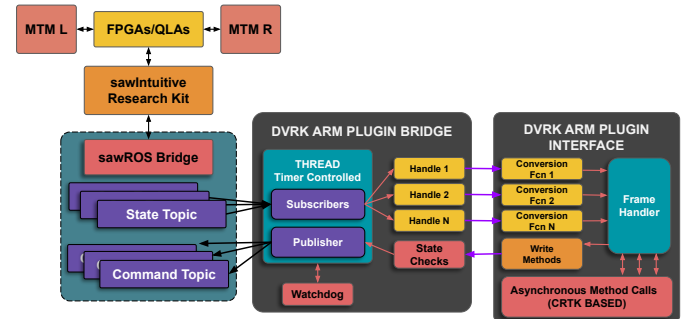 MTM L
FPGAs/QLAs
MTM R
sawIntuitive
Research Kit
sawROS Bridge
State Topic
Command Topic
DVRK ARM PLUGIN BRIDGE
THREAD
Timer Controlled
Subscribers
Publisher
Watchdog
Handle 1
Handle 2
Handle N
State
Checks
DVRK ARM PLUGIN
INTERFACE
Conversion
Fcn 1
Conversion
Fcn 2
Conversion
Fcn N
Write
Methods
Frame
Handler
Asynchronous Method Calls
(CRTK BASED)